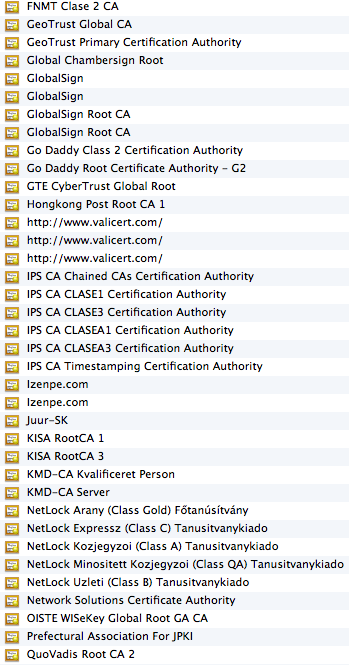 FNMT Clase 2 CA
GeoTrust Global CA
GeoTrust Primary Certification Authority
Global Chambersign Root
GlobalSign
GlobalSign
GlobalSign Root CA
GlobalSign Root CA
Go Daddy Class 2 Certification Authority
Go Daddy Root Certificate Authority - G2
GTE CyberTrust Global Root
Hongkong Post Root CA 1
http://www.valicert.com/
http://www.valicert.com/
http://www.valicert.com/
IPS CA Chained CAs Certification Authority
IPS CA CLASE1 Certification Authority
IPS CA CLASE3 Certification Authority
IPS CA CLASEA1 Certification Authority
IPS CA CLASEA3 Certification Authority
IPS CA Timestamping Certification Authority
Izenpe.com
Izenpe.com
Juur-SK
KISA RootCA 1
KISA RootCA 3
KMD-CA Kvalificeret Person
KMD-CA Server
NetLock Arany (Class Gold) Főtanúsítvány
NetLock Expressz (Class C) Tanusitvanykiado
NetLock Kozjegyzoi (Class A) Tanusitvanykiado
NetLock Minositett Kozjegyzoi (Class QA) Tanusitvanykiado
NetLock Uzleti (Class B) Tanusitvanykiado
Network Solutions Certificate Authority
OISTE WISeKey Global Root GA CA
Prefectural Association For JPKI
QuoVadis Root CA 2